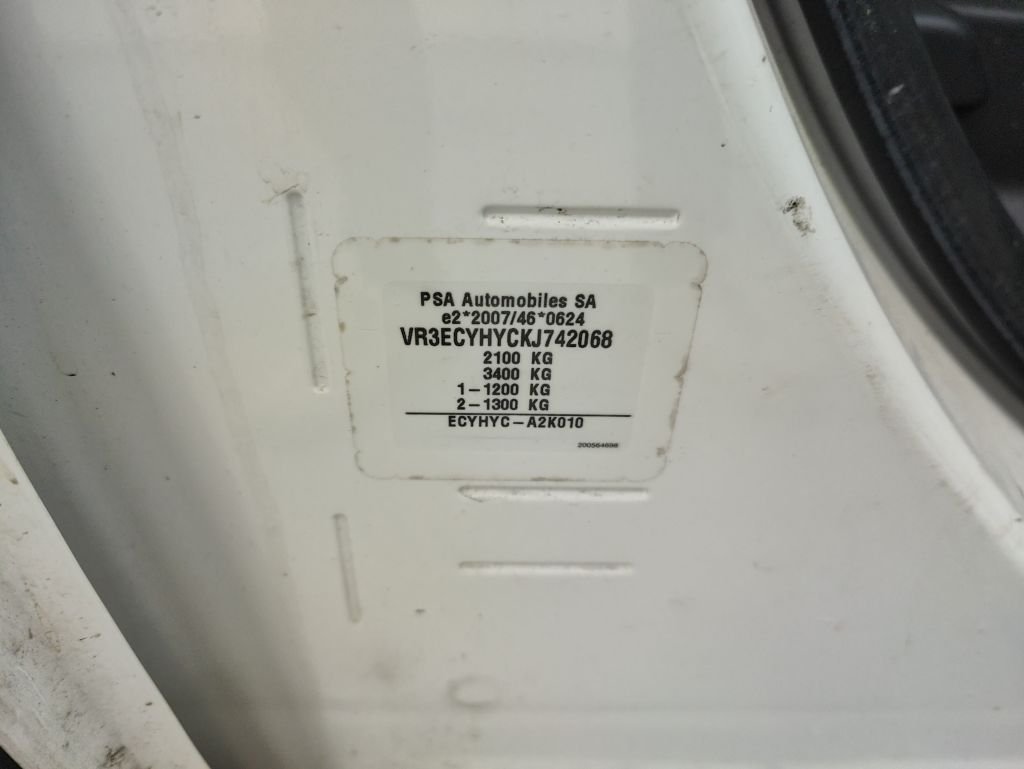 PSA Automobiles SA
e2*2007/46*0624
VR3ECYHYCKJ742068
2100 KG
3400 KG
1-1200 KG
2-1300 KG
ECYHYC-A2K010
200564698